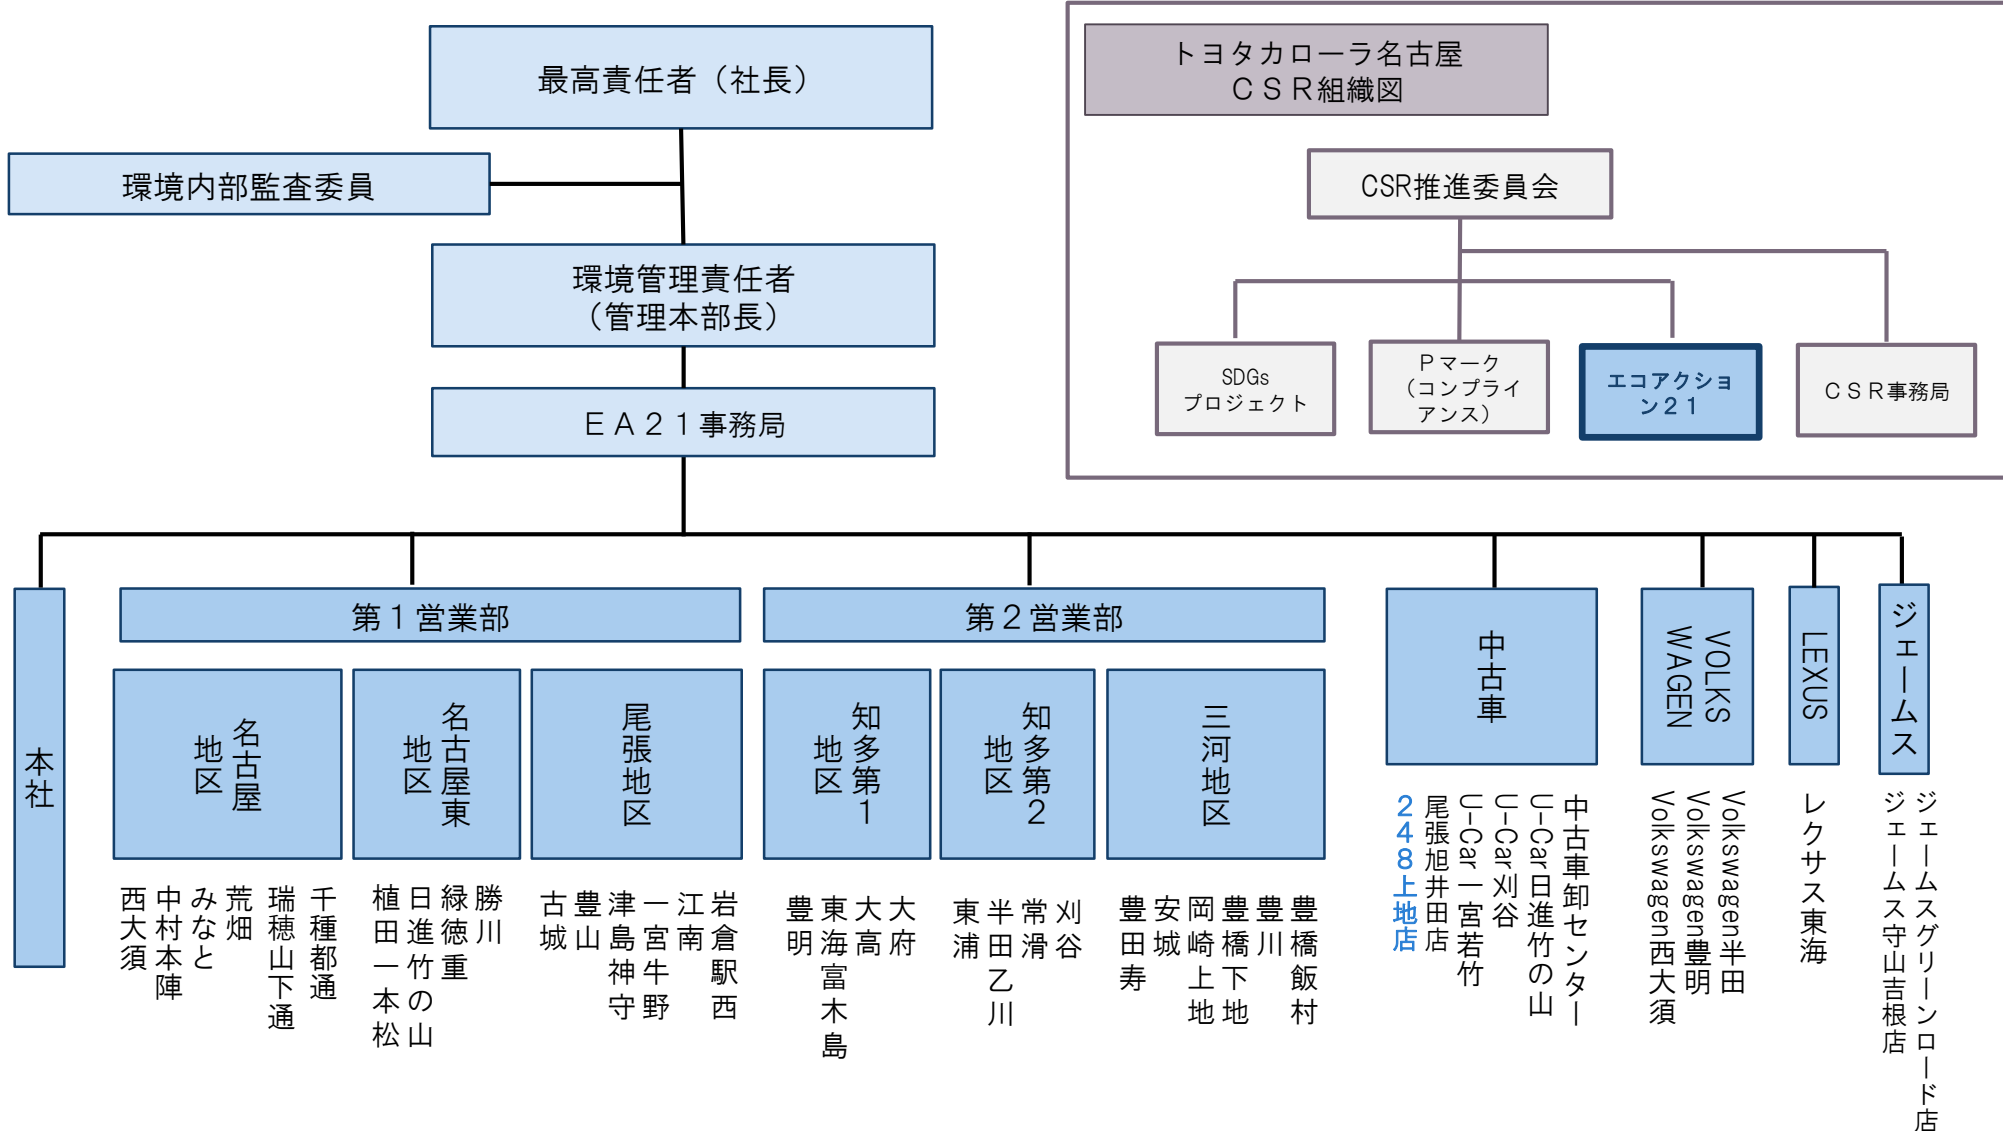 最高責任者（社長）
環境内部監査委員
環境管理責任者
（管理本部長）
ＥＡ２１事務局
トヨタカローラ名古屋
ＣＳＲ組織図
CSR推進委員会
SDGs
プロジェクト
Ｐマーク
（コンプライ
アンス）
エコアクショ
ン２１
ＣＳＲ事務局
本社
第１営業部
名古屋
地区
千種都通
瑞穂山下通
荒畑
みなと
中村本陣
西大須
名古屋東
地区
勝川
緑徳重
日進竹の山
植田一本松
尾張地区
岩倉駅西
江南
一宮牛野
津島神守
豊山
古城
第２営業部
知多第1
地区
大府
大高
東海富木島
豊明
知多第2
地区
刈谷
常滑
半田乙川
東浦
三河地区
豊橋飯村
豊川
豊橋下地
岡崎上地
安城
豊田寿
中古車
中古車卸センター
U-Car日進竹の山
U-Car刈谷
U-Car一宮若竹
尾張旭井田店
２４８上地店
VOLKS
WAGEN
Volkswagen半田
Volkswagen豊明
Volkswagen西大須
LEXUS
レクサス東海
ジェームス
ジェームスグリーンロード店
ジェームス守山吉根店